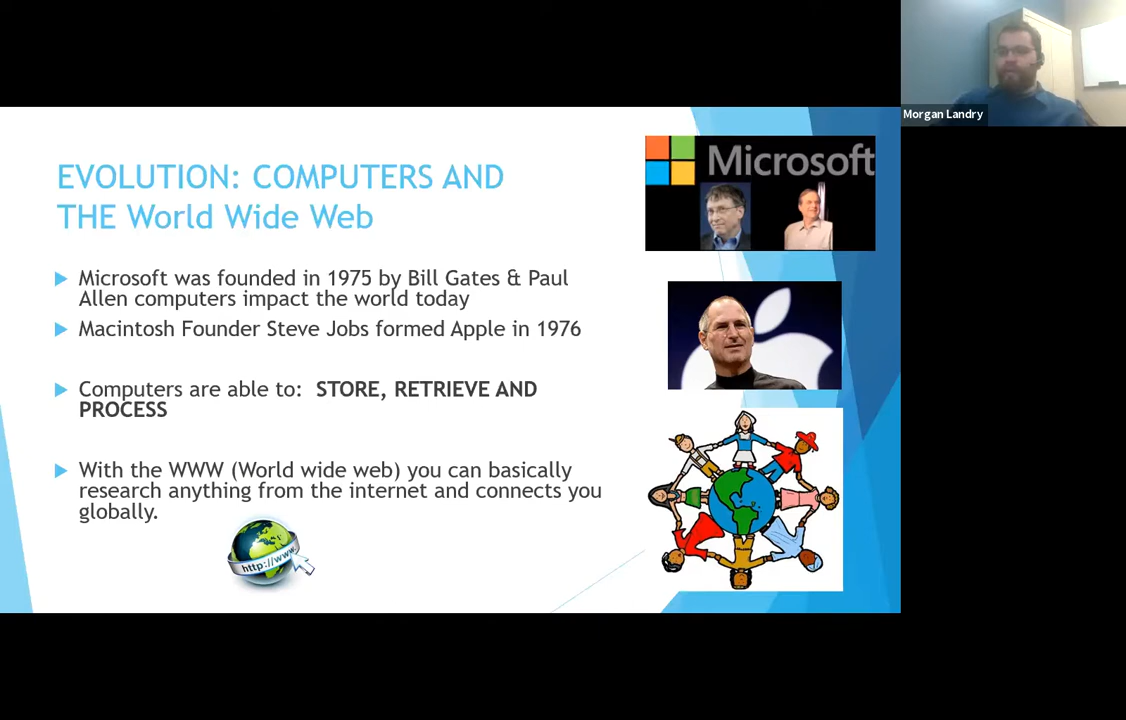 Morgan Landry
Microsoft
EVOLUTION: COMPUTERS AND
THE World Wide Web
Microsoft was founded in 1975 by Bill Gates & Paul
Allen computers impact the world today
Macintosh Founder Steve Jobs formed Apple in 1976
Computers are able to: STORE, RETRIEVE AND
PROCESS
With the WWW (World wide web) you can basically
research anything from the internet and connects you
globally.
http://www